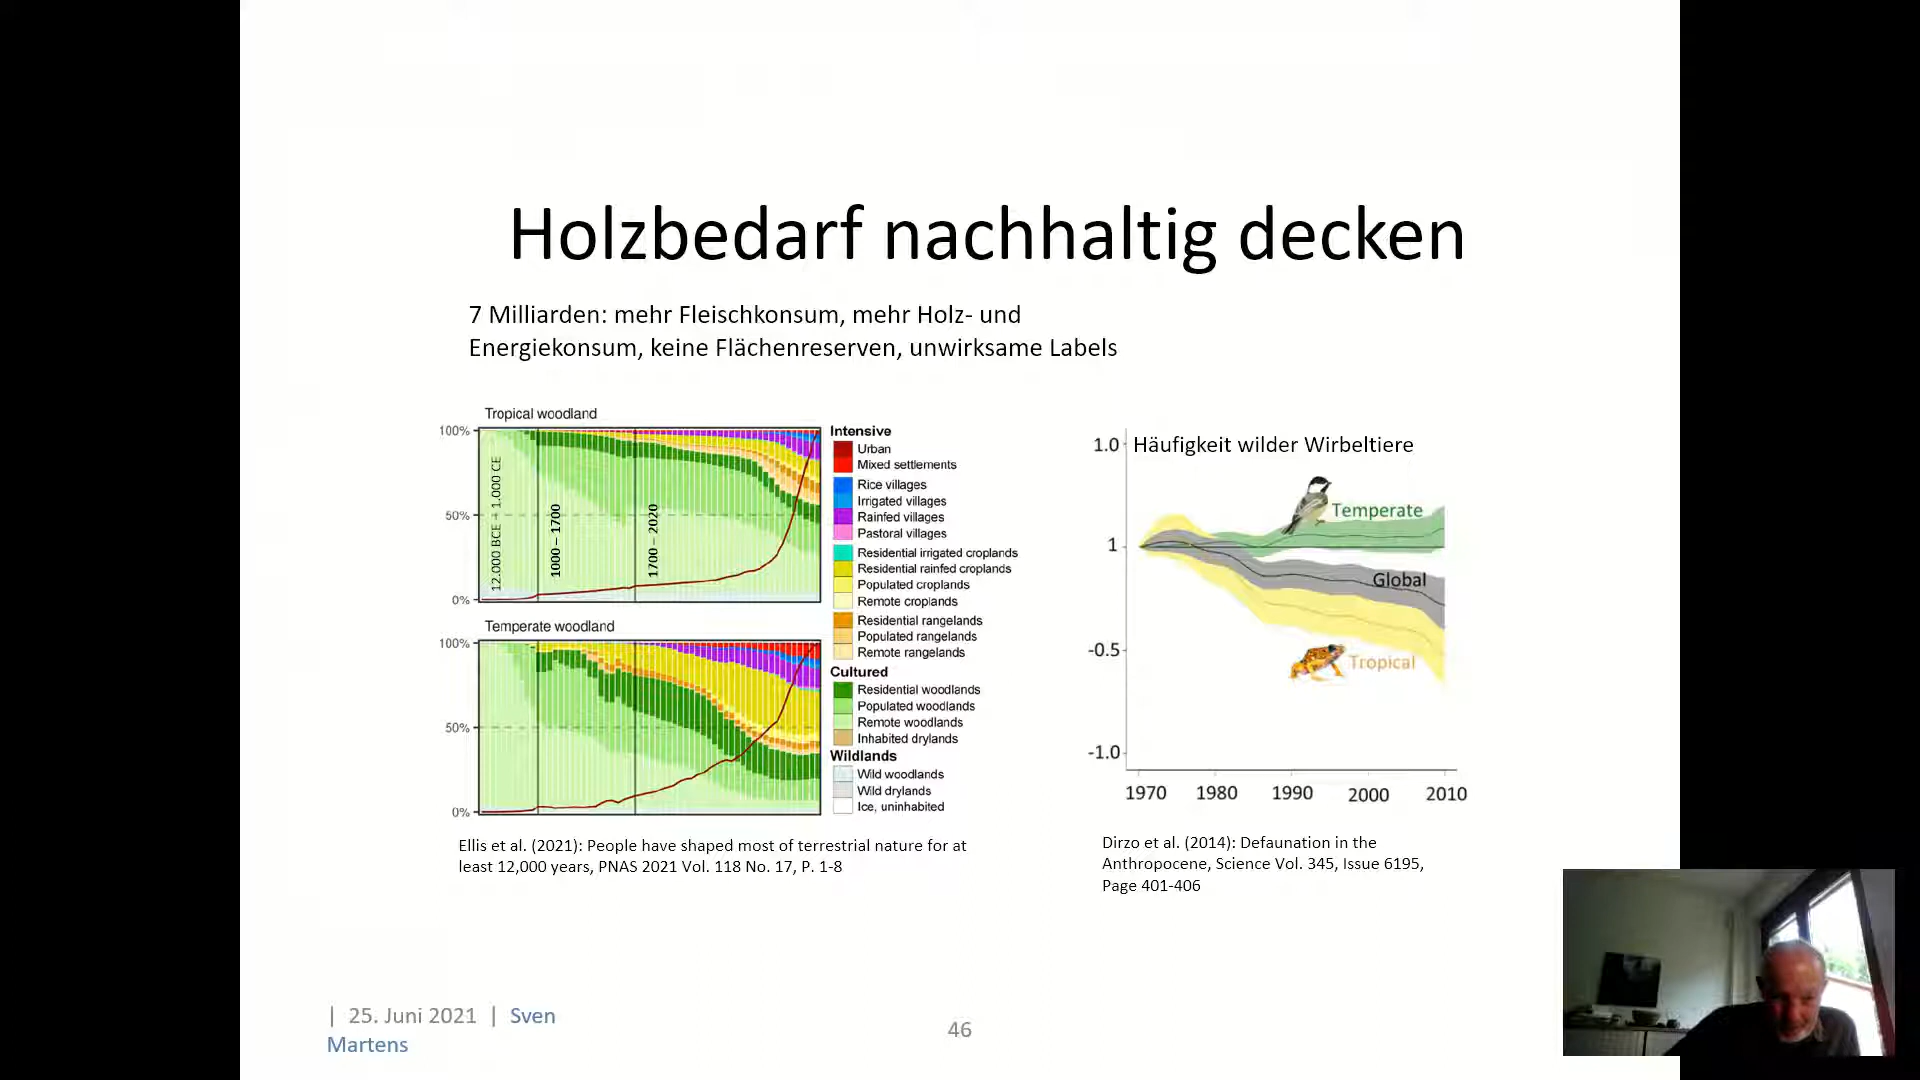 Holzbedarf nachhaltig decken
7 Milliarden: mehr Fleischkonsum, mehr Holz- und
Energiekonsum, keine Flächenreserven, unwirksame Labels
Tropical woodland
100%
50%
0%
12.000 BCE – 1.000 CE
1000 – 1700
1700 – 2020
Temperate woodland
100%
50%
0%
Intensive
Urban
Mixed settlements
Rice villages
Irrigated villages
Rainfed villages
Pastoral villages
Residential irrigated croplands
Residential rainfed croplands
Populated croplands
Remote croplands
Residential rangelands
Populated rangelands
Remote rangelands
Cultured
Residential woodlands
Populated woodlands
Remote woodlands
Inhabited drylands
Wildlands
Wild woodlands
Wild drylands
Ice, uninhabited
Ellis et al. (2021): People have shaped most of terrestrial nature for at
least 12,000 years, PNAS 2021 Vol. 118 No. 17, P. 1-8
Häufigkeit wilder Wirbeltiere
1.0
1
-0.5
-1.0
Temperate
Global
Tropical
1970 1980 1990 2000 2010
Dirzo et al. (2014): Defaunation in the
Anthropocene, Science Vol. 345, Issue 6195,
Page 401-406
| 25. Juni 2021 | Sven
Martens
46